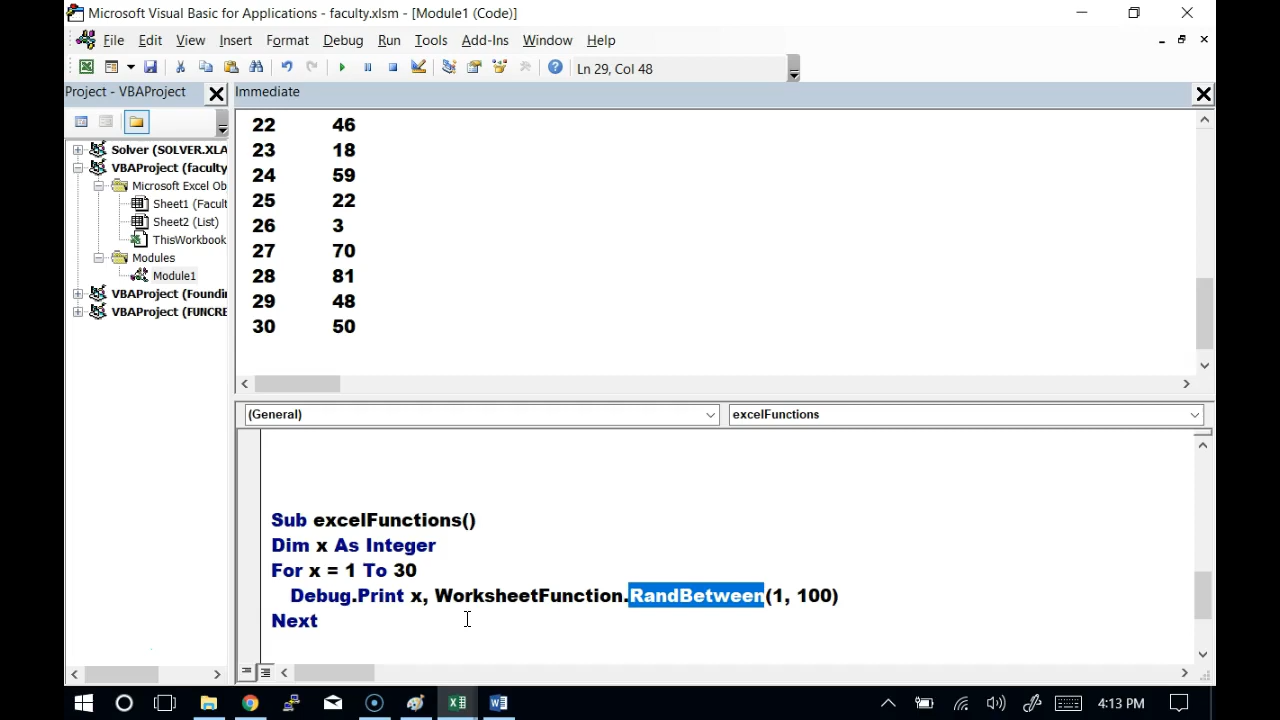 Microsoft Visual Basic for Applications - faculty.xlsm - [Module1 (Code)]
File Edit View Insert Format Debug Run Tools Add-Ins Window Help
Ln 29, Col 48
Project - VBAProject
Immediate
Solver (SOLVER.XLA
VBAProject (faculty
Microsoft Excel Ob
Sheet1 (Facult
Sheet2 (List)
ThisWorkbook
Modules
Module1
VBAProject (Foundin
VBAProject (FUNCRE
22 46
23 18
24 59
25 22
26 3
27 70
28 81
29 48
30 50
(General) excelFunctions
Sub excelFunctions()
Dim x As Integer
For x = 1 To 30
Debug.Print x, WorksheetFunction.RandBetween(1, 100)
Next
4:13 PM